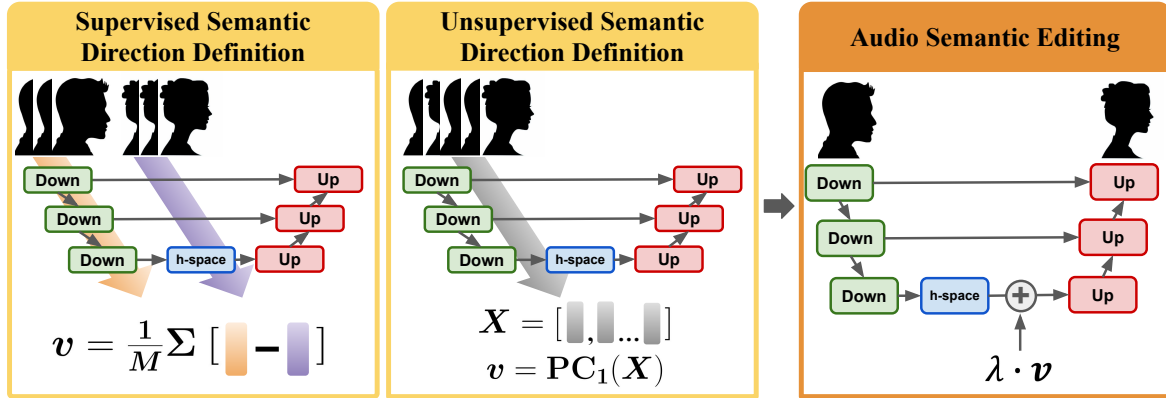 Supervised Semantic
Direction Definition
Down
Up
Down
Up
Down
h-space
Up
v = 1/M Σ [ − ]
Unsupervised Semantic
Direction Definition
Down
Up
Down
Up
Down
h-space
Up
X = [ , ... ]
v = PC₁(X)
Audio Semantic Editing
Down
Up
Down
Up
Down
h-space
+
Up
λ · v